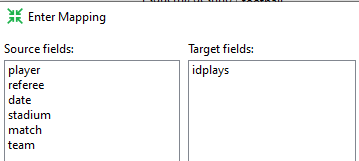 Enter Mapping
Source fields:
player
referee
date
stadium
match
team
Target fields:
idplays